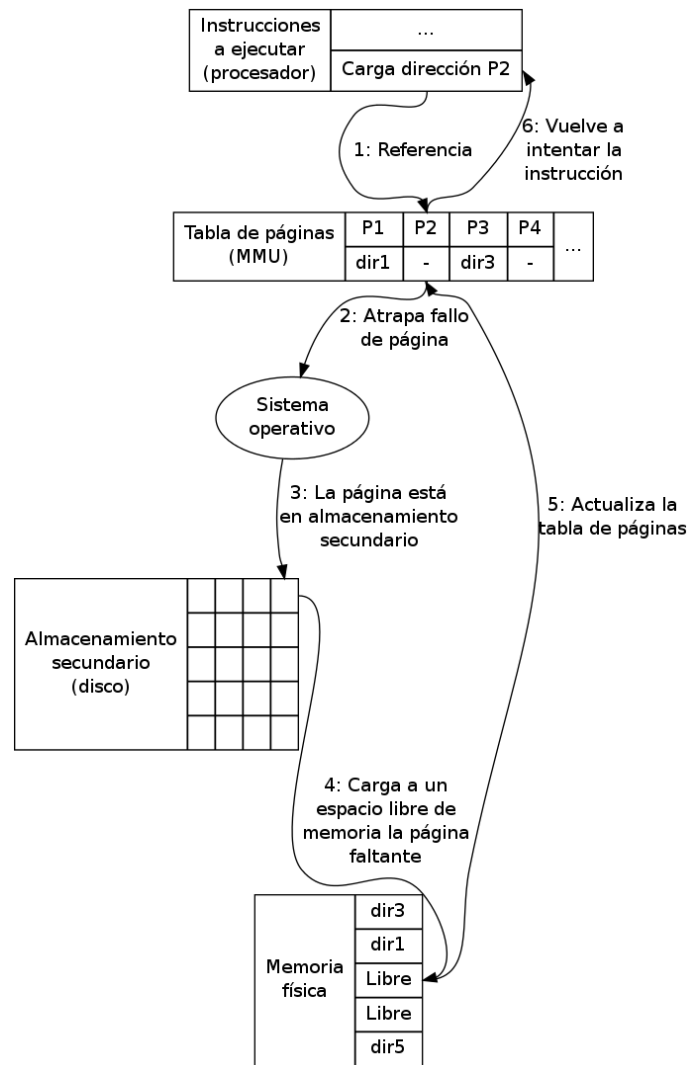 Instrucciones
a ejecutar
(procesador)
...
Carga dirección P2
1: Referencia
6: Vuelve a
intentar la
instrucción
Tabla de páginas
(MMU)
P1 P2 P3 P4 ...
dir1 - dir3 -
2: Atrapa fallo
de página
Sistema
operativo
3: La página está
en almacenamiento
secundario
5: Actualiza la
tabla de páginas
Almacenamiento
secundario
(disco)
4: Carga a un
espacio libre de
memoria la página
faltante
Memoria
física
dir3
dir1
Libre
Libre
dir5